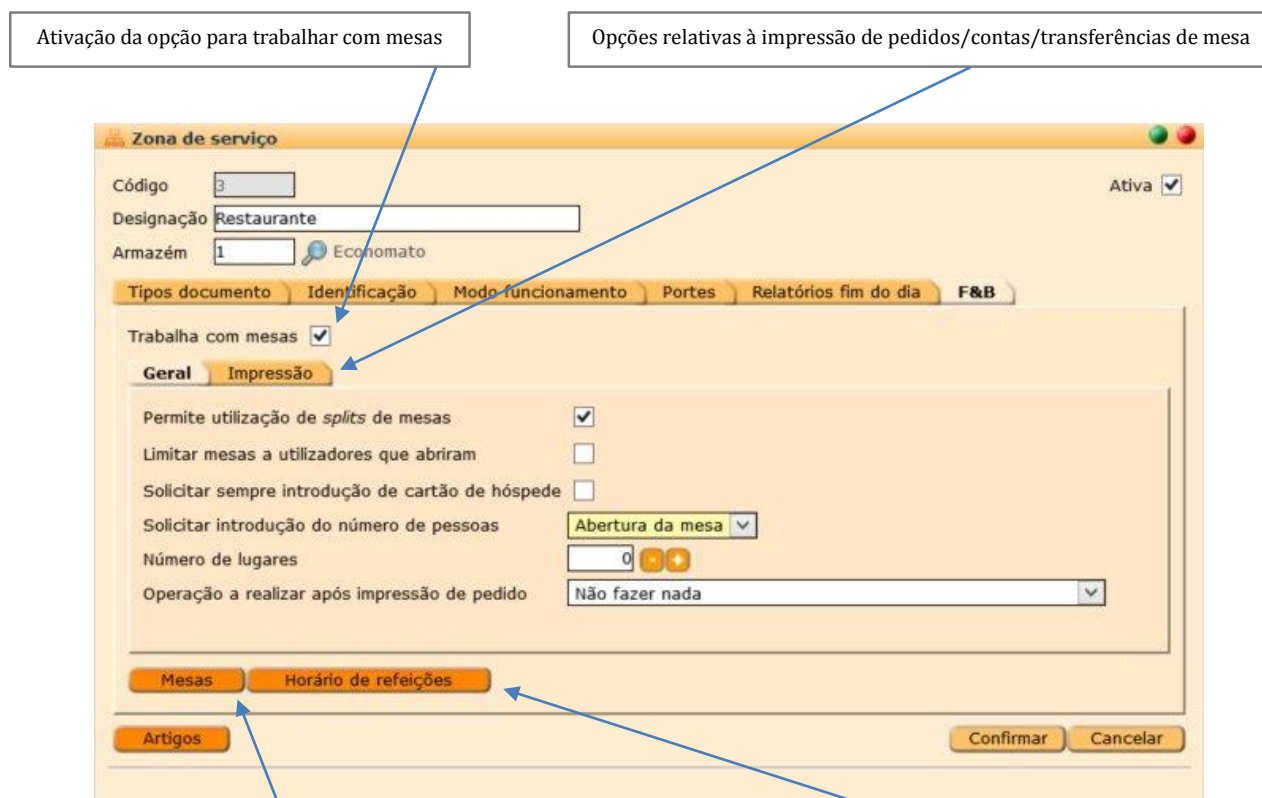 Ativação da opção para trabalhar com mesas
Opções relativas à impressão de pedidos/contas/transferências de mesa
Zona de serviço
Código 3 Ativa
Designação Restaurante
Armazém 1 Economato
Tipos documento Identificação Modo funcionamento Portes Relatórios fim do dia F&B
Trabalha com mesas
Geral Impressão
Permite utilização de splits de mesas
Limitar mesas a utilizadores que abriram
Solicitar sempre introdução de cartão de hóspede
Solicitar introdução do número de pessoas Abertura da mesa
Número de lugares 0
Operação a realizar após impressão de pedido Não fazer nada
Mesas Horário de refeições
Artigos Confirmar Cancelar